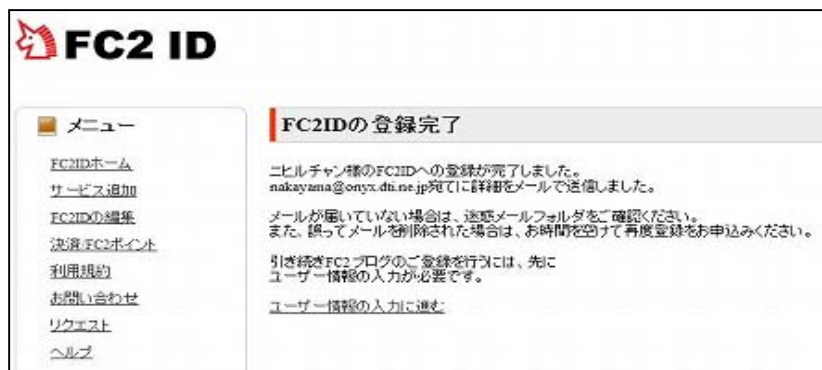 FC2 ID
メニュー
FC2IDホーム
サービス追加
FC2IDの編集
決済・FC2ポイント
利用規約
お問い合わせ
リクエスト
ヘルプ
FC2IDの登録完了
ニヒルチャン様のFC2IDへの登録が完了しました。
nakayama@onyx.dti.ne.jp宛てに詳細をメールで送信しました。
メールが届いていない場合は、迷惑メールフォルダをご確認ください。
また、誤ってメールを削除された場合は、お時間を空けて再度登録をお申込みください。
引き続きFC2ブログのご登録を行うには、先に
ユーザー情報の入力が必要です。
ユーザー情報の入力に進む